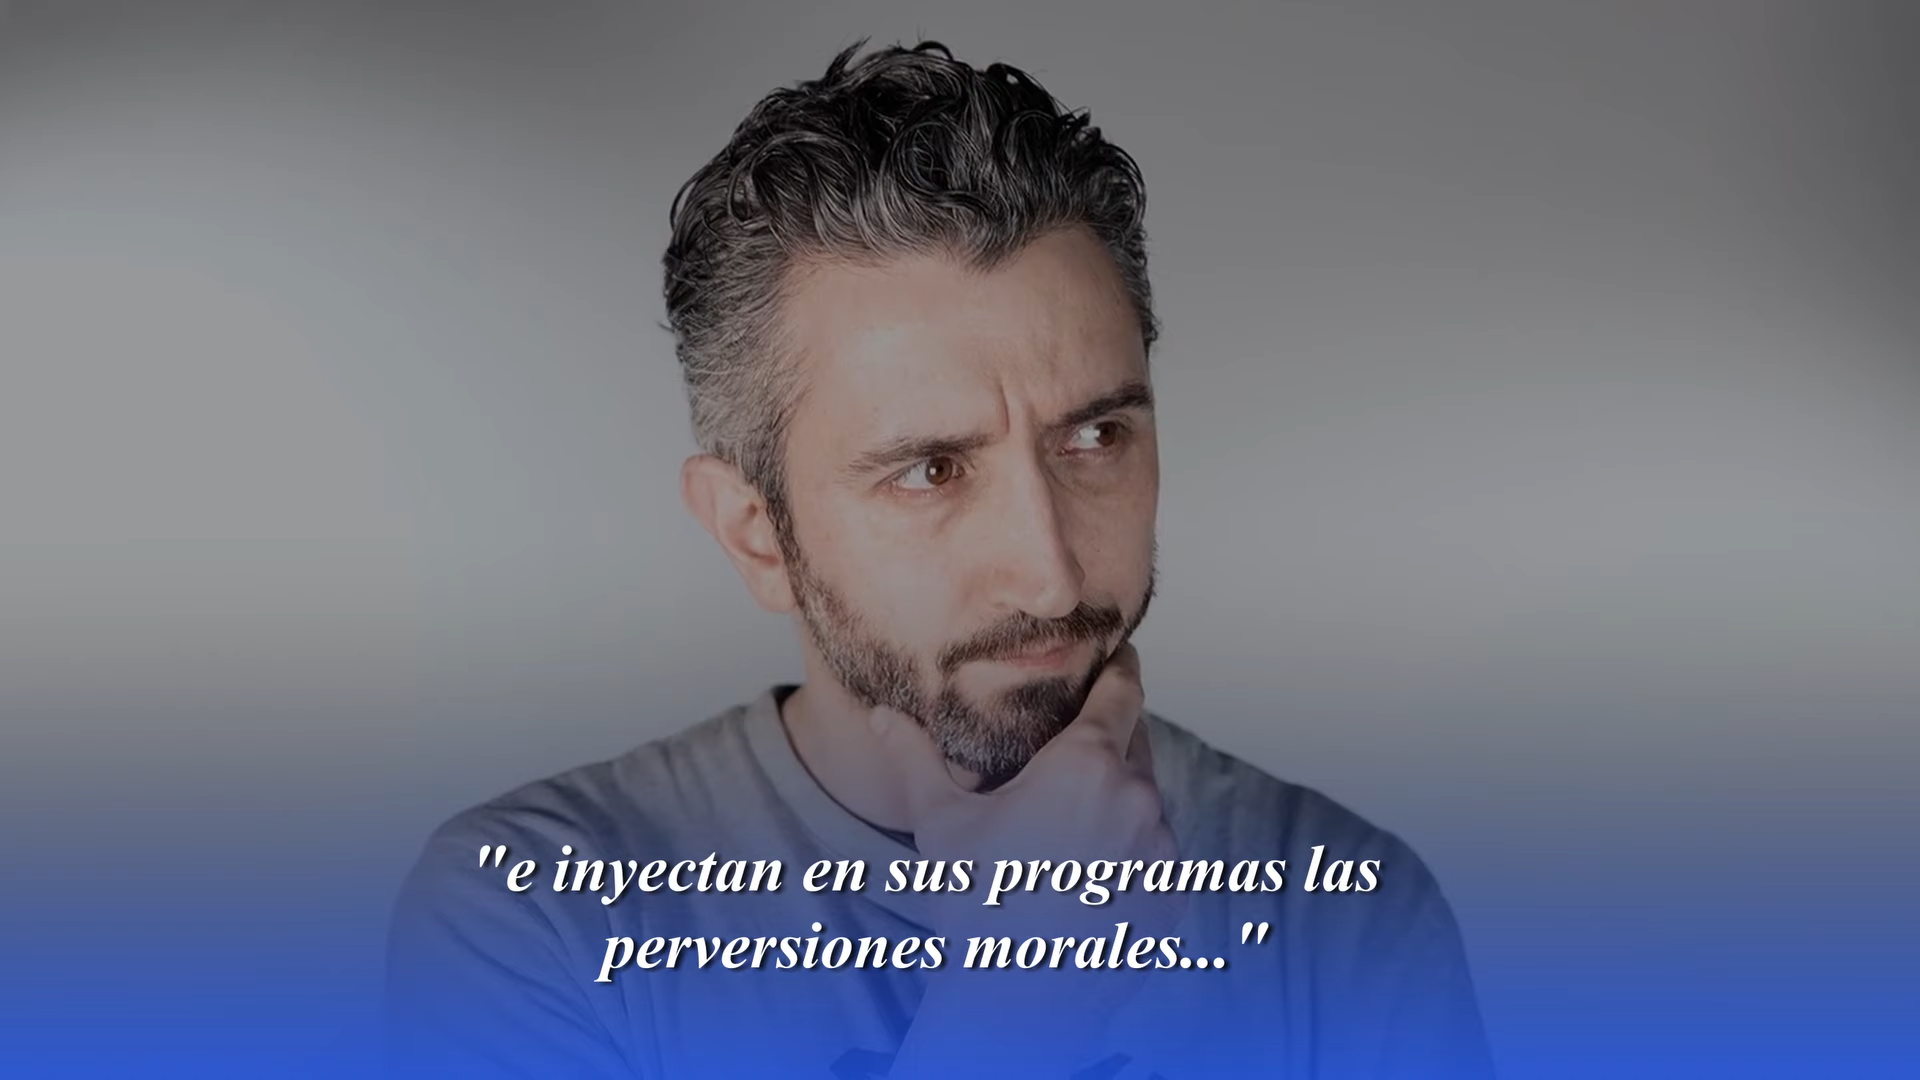 "e inyectan en sus programas las
perversiones morales..."